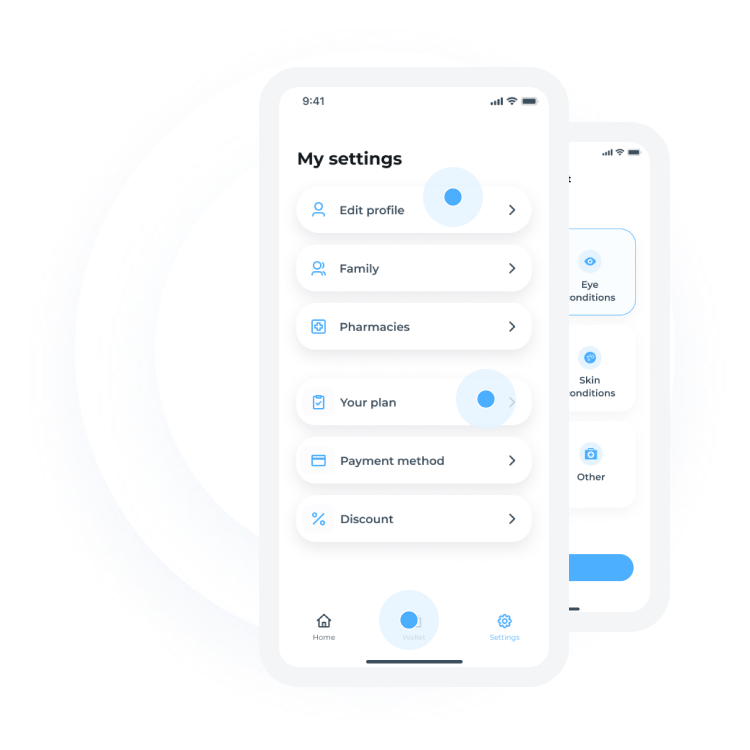 9:41
My settings
Edit profile
Family
Pharmacies
Your plan
Payment method
Discount
Home
Wallet
Settings
t
Eye
onditions
Skin
onditions
Other